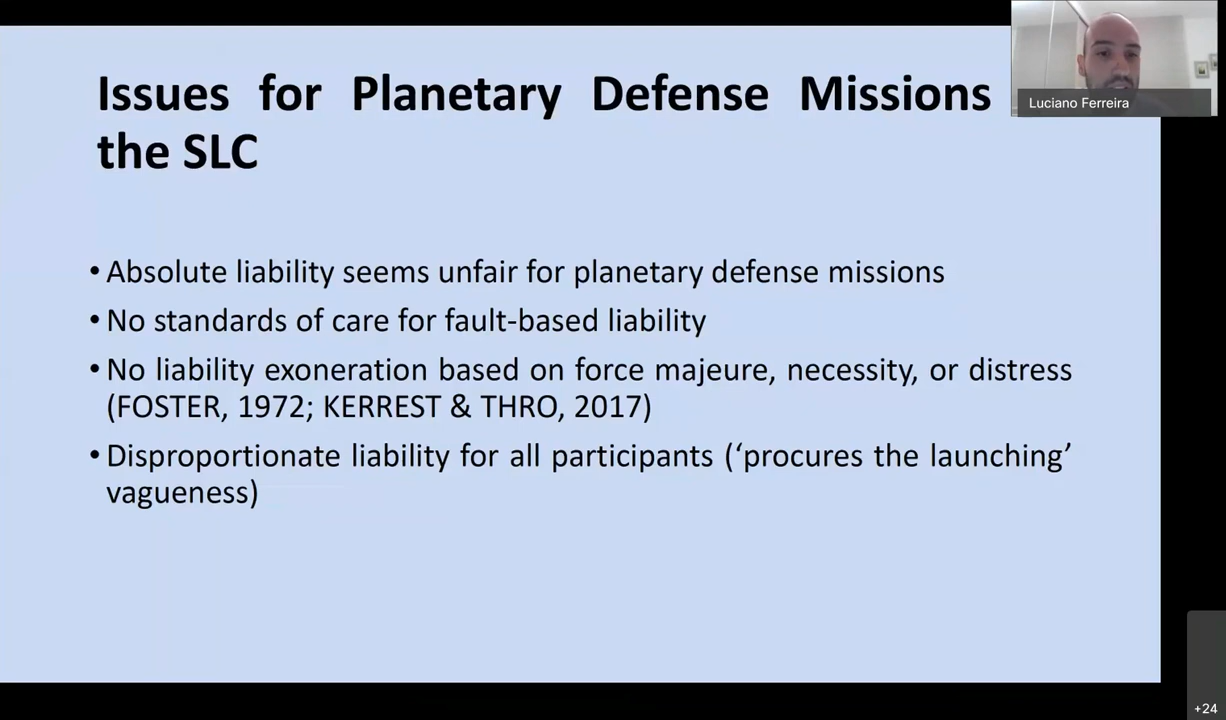 Issues for Planetary Defense Missions
the SLC
Luciano Ferreira
• Absolute liability seems unfair for planetary defense missions
• No standards of care for fault-based liability
• No liability exoneration based on force majeure, necessity, or distress
(FOSTER, 1972; KERREST & THRO, 2017)
• Disproportionate liability for all participants (‘procures the launching’
vagueness)
+24